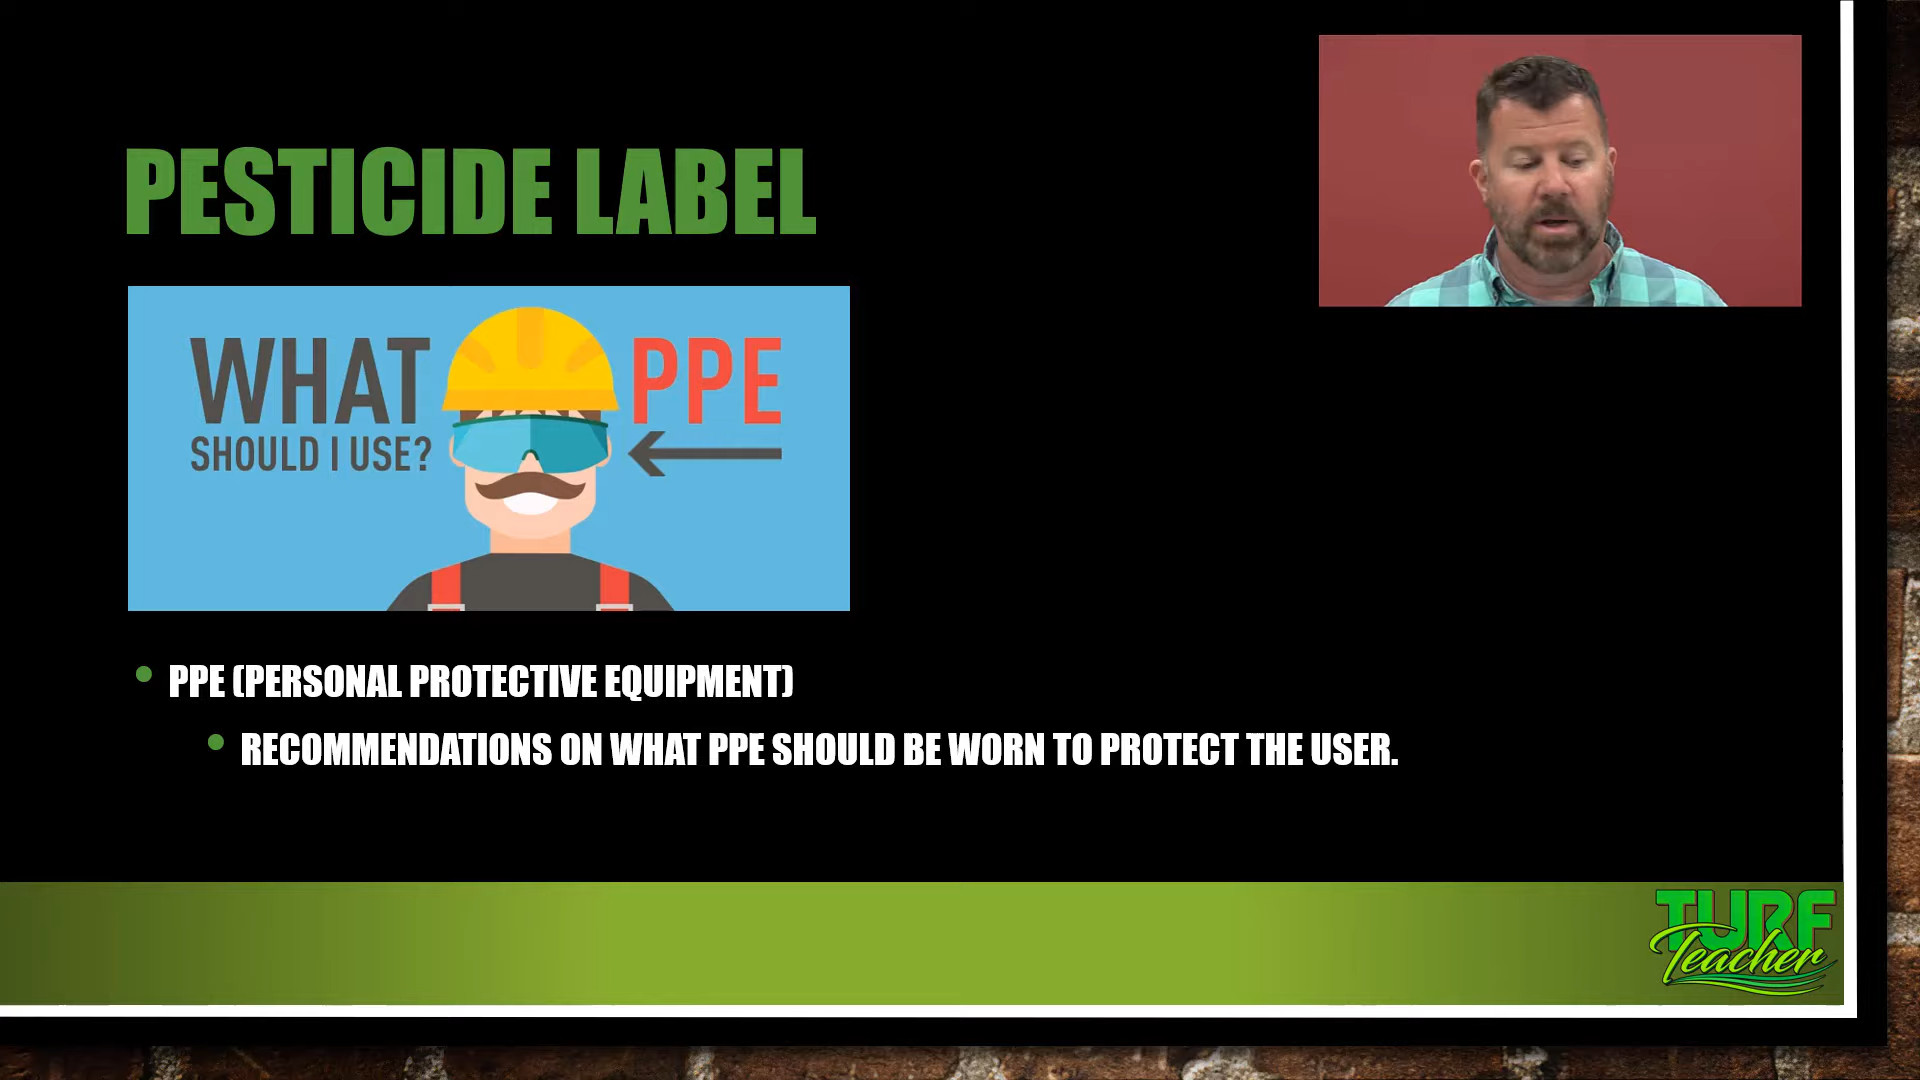 PESTICIDE LABEL
WHAT PPE
SHOULD I USE?
PPE (PERSONAL PROTECTIVE EQUIPMENT)
RECOMMENDATIONS ON WHAT PPE SHOULD BE WORN TO PROTECT THE USER.
TURF
Teacher